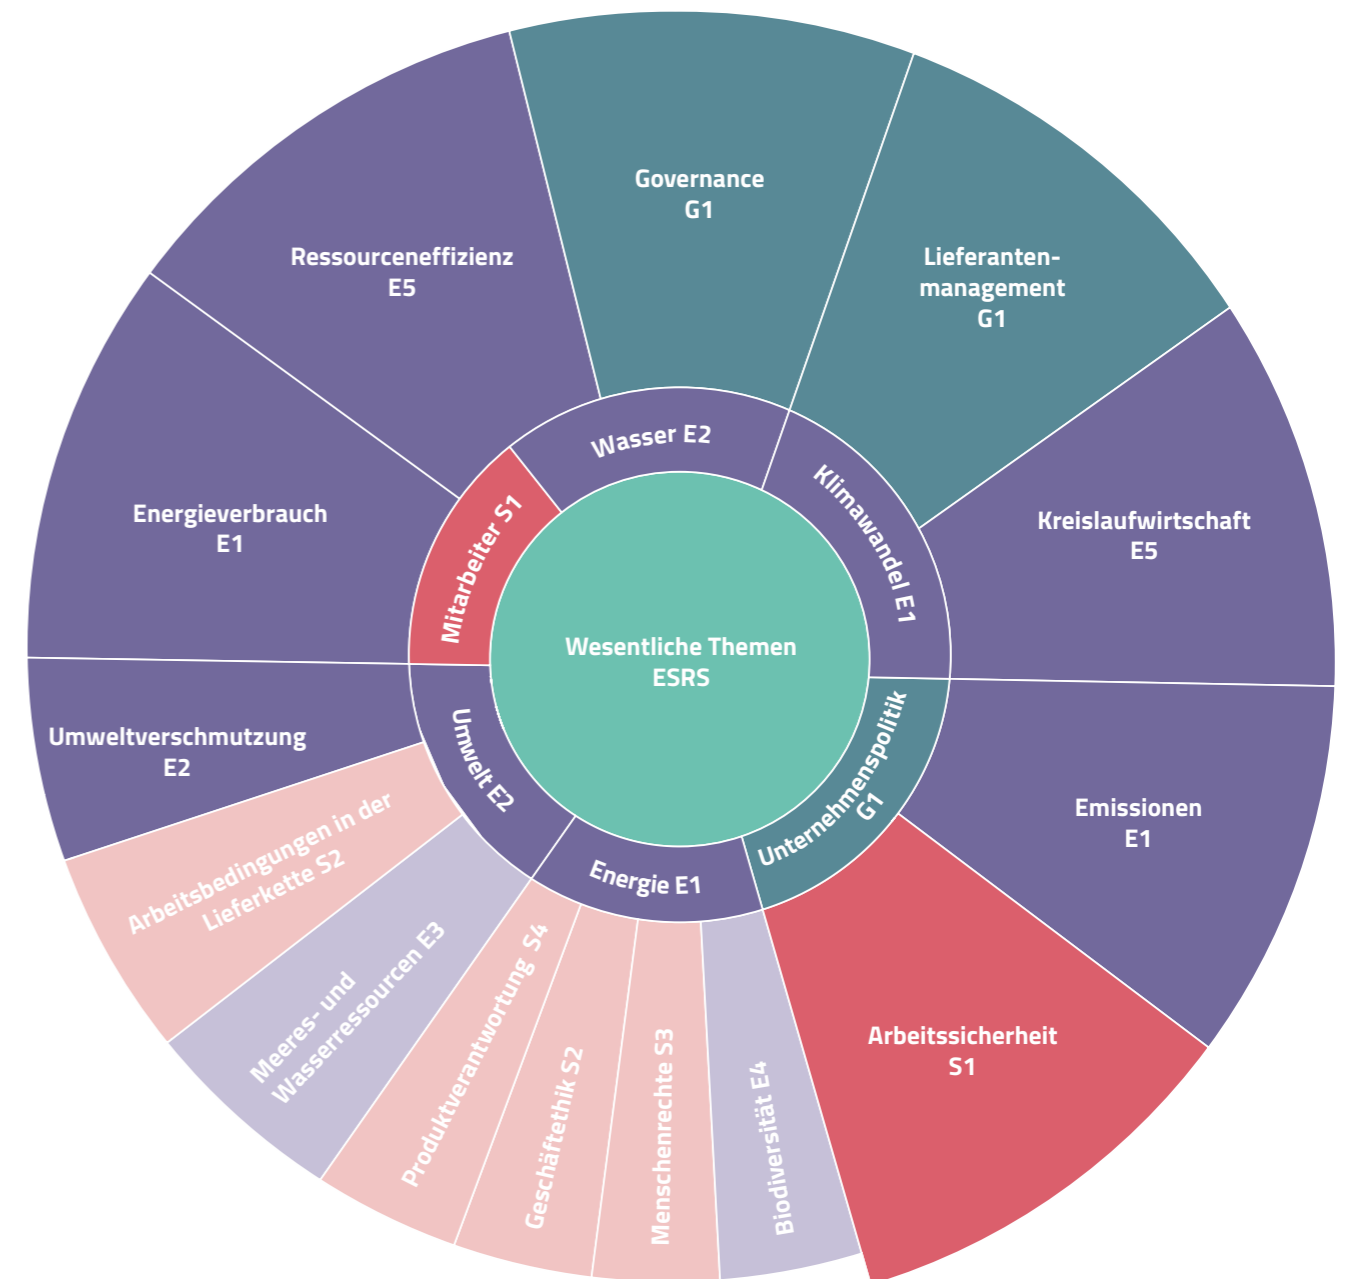 Governance
G1
Lieferanten-
management
G1
Kreislaufwirtschaft
E5
Emissionen
E1
Arbeitssicherheit
S1
Biodiversität E4
Menschenrechte S3
Geschäftethik S2
Produktverantwortung S4
Meeres- und
Wasserressourcen E3
Arbeitsbedingungen in der
Lieferkette S2
Umweltverschmutzung
E2
Energieverbrauch
E1
Ressourceneffizienz
E5
Wasser E2
Klimawandel E1
Unternehmenspolitik
G1
Energie E1
Umwelt E2
Mitarbeiter S1
Wesentliche Themen
ESRS